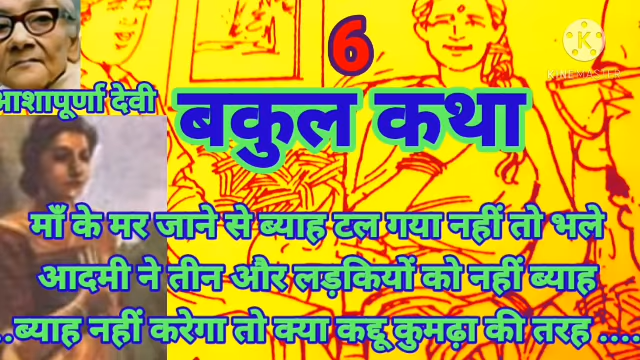 6
KINEMASTER
आशापूर्णा देवी
बकुल कथा
माँ के मर जाने से ब्याह टल गया नहीं तो भले
आदमी ने तीन और लड़कियों को नहीं ब्याह
..ब्याह नहीं करेगा तो क्या कद्दू कुमढ़ा की तरह ....